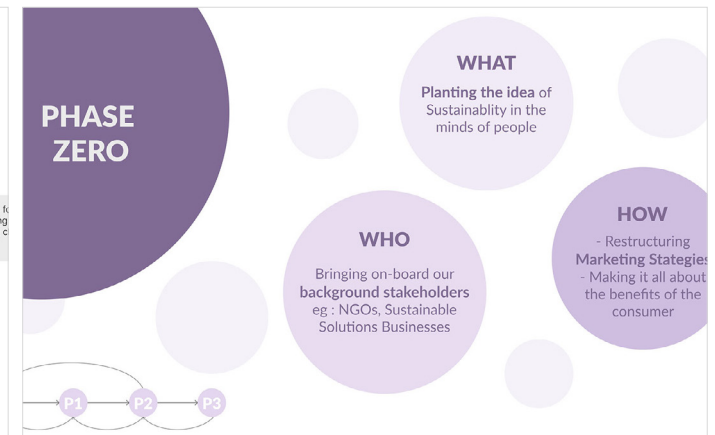 PHASE
ZERO
WHAT
Planting the idea of
Sustainablity in the
minds of people
WHO
Bringing on-board our
background stakeholders
eg : NGOs, Sustainable
Solutions Businesses
HOW
- Restructuring
Marketing Stategies
- Making it all about
the benefits of the
consumer
P1
P2
P3